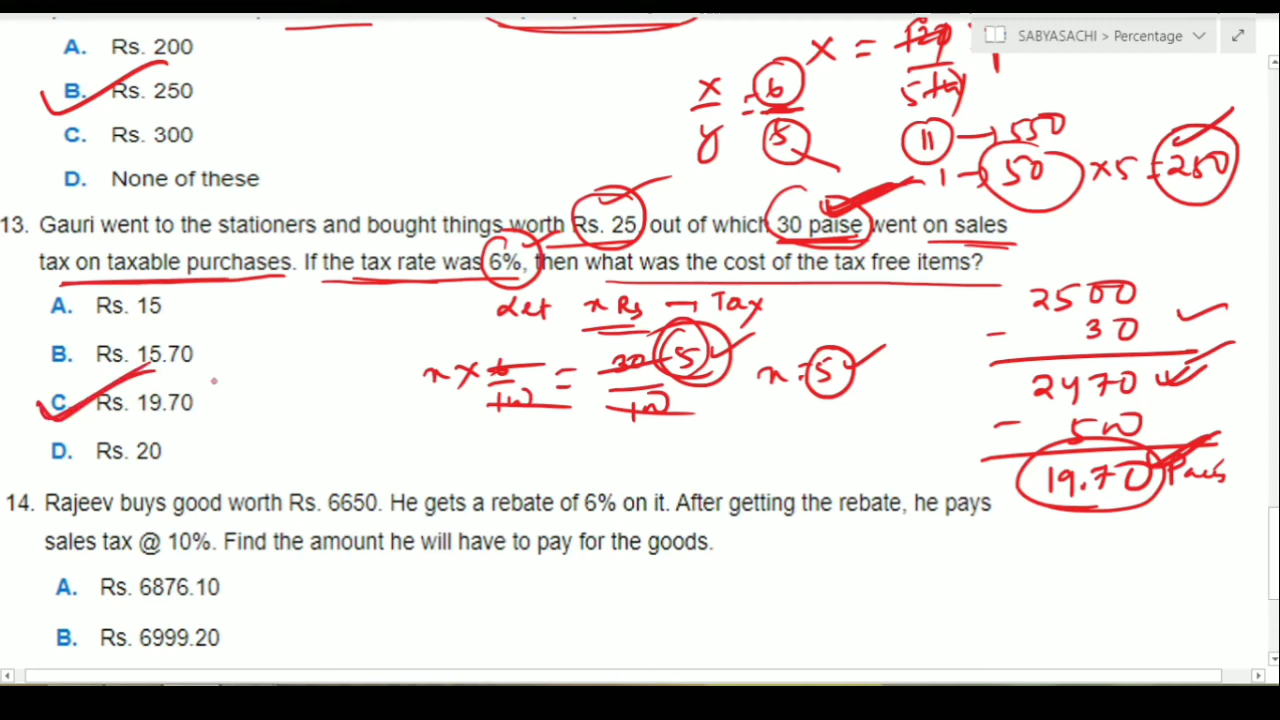 SABYASACHI > Percentage
A. Rs. 200
B. Rs. 250
C. Rs. 300
D. None of these
x =
x/y = 6/5
11 → 550
1 → 50 x 5 = 250
13. Gauri went to the stationers and bought things worth Rs. 25, out of which 30 paise went on sales
tax on taxable purchases. If the tax rate was 6%, then what was the cost of the tax free items?
A. Rs. 15
B. Rs. 15.70
C. Rs. 19.70
D. Rs. 20
Let x Rs → Tax
x × 6/100 = 30/100 5 x = 5
2500
- 30
2470
- 500
19.70
14. Rajeev buys good worth Rs. 6650. He gets a rebate of 6% on it. After getting the rebate, he pays
sales tax @ 10%. Find the amount he will have to pay for the goods.
A. Rs. 6876.10
B. Rs. 6999.20